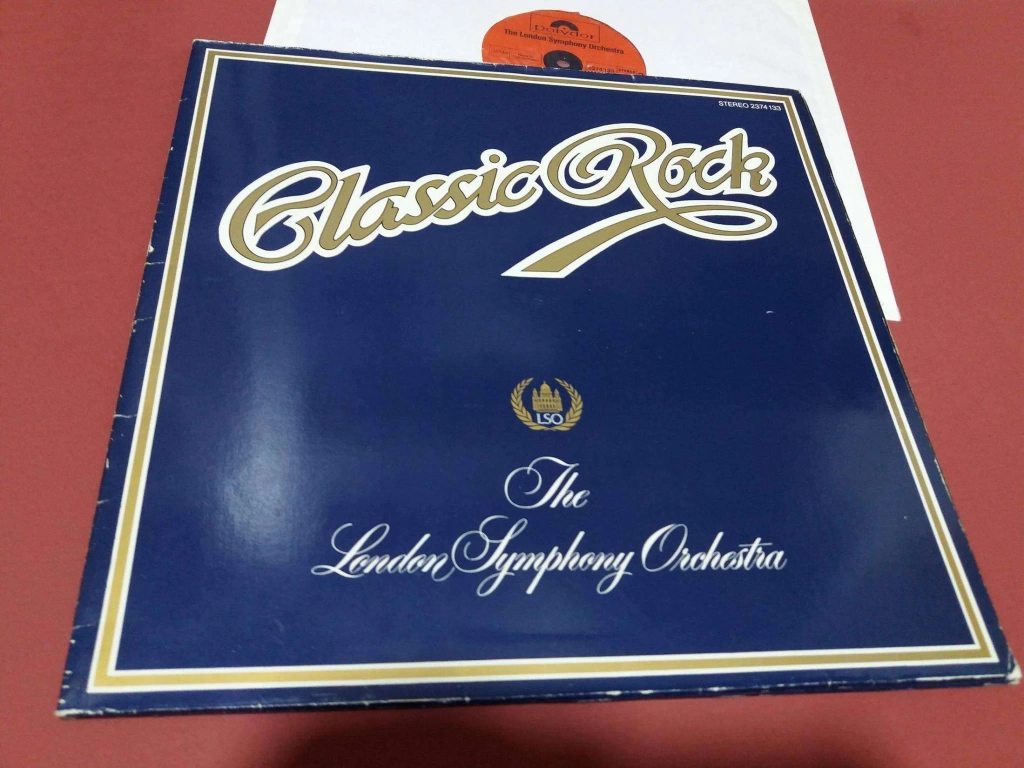 polydor
The London Symphony Orchestra
STEREO 2374 133
Classic Rock
LSO
The
London Symphony Orchestra